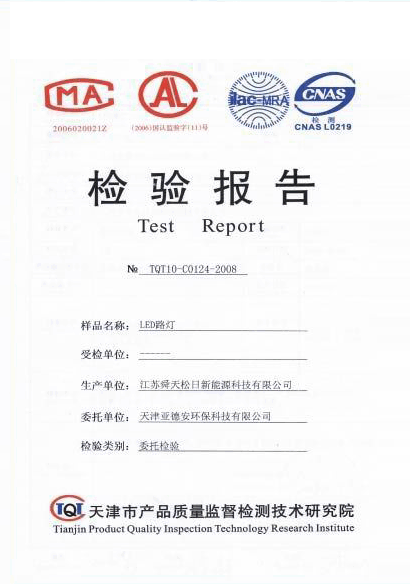 CMA
AL
ilac-MRA
CNAS
2006020021Z
(2006)国认监验字(11)号
检 测
CNAS L0219
检验报告
Test Report
№ TQT10-C0124-2008
样品名称: LED路灯
受检单位: ------
生产单位: 江苏舜天松日新能源科技有限公司
委托单位: 天津亚德安环保科技有限公司
检验类别: 委托检验
TQT 天津市产品质量监督检测技术研究院
Tianjin Product Quality Inspection Technology Research Institute